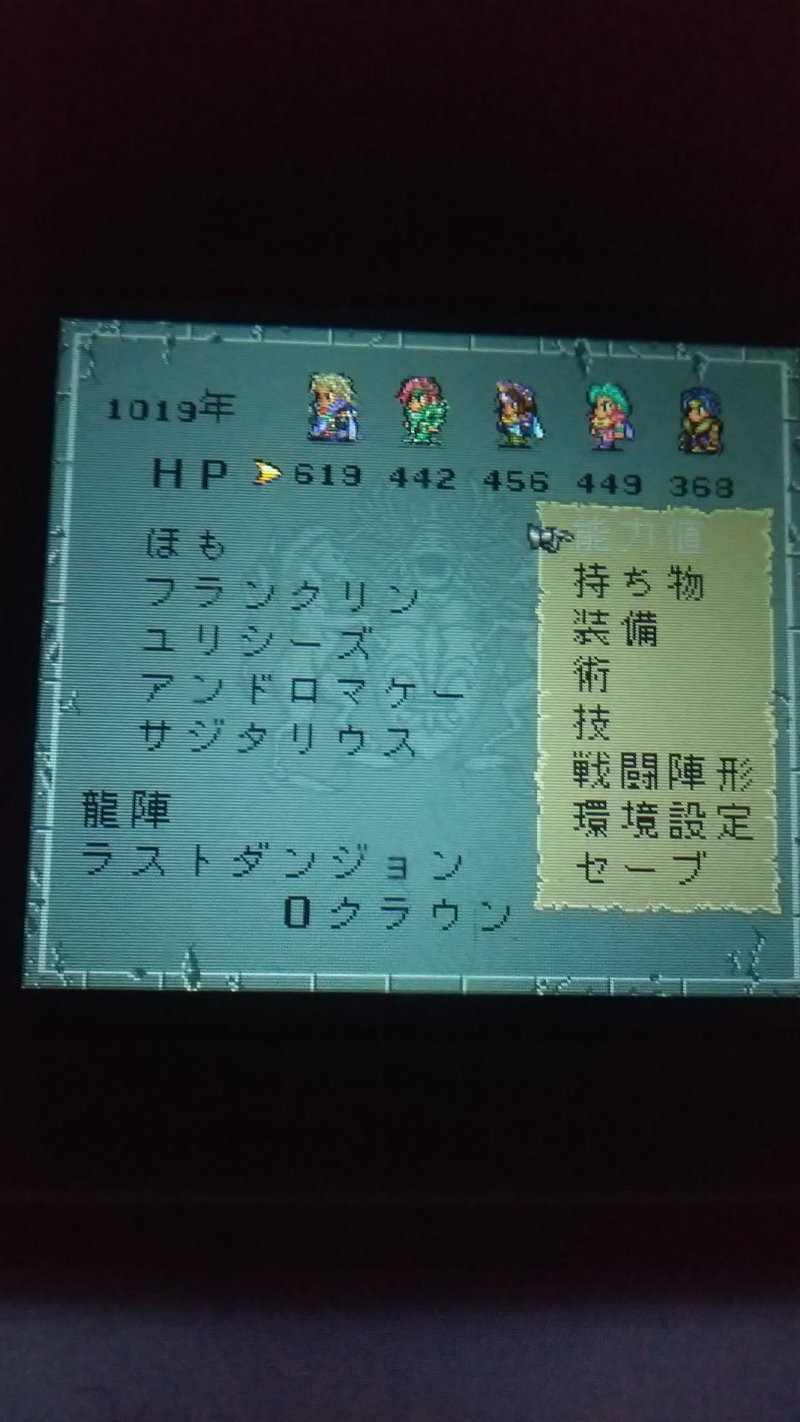 1019年
HP 619 442 456 449 368
ほも
フランクリン
ユリシーズ
アンドロマケー
サジタリウス
龍陣
ラストダンジョン
0クラウン
能力値
持ち物
装備
術
技
戦闘陣形
環境設定
セーブ